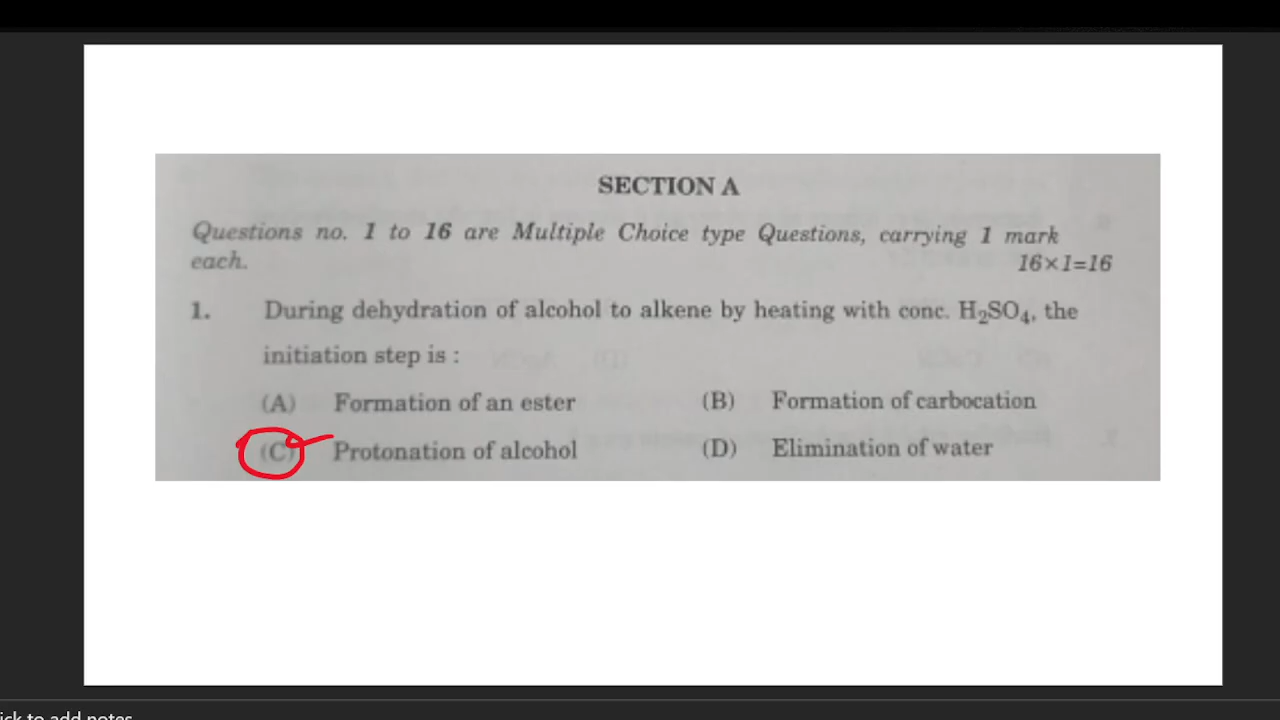 SECTION A
Questions no. 1 to 16 are Multiple Choice type Questions, carrying 1 mark
each. 16×1=16
1. During dehydration of alcohol to alkene by heating with conc. H₂SO₄, the
initiation step is :
(A) Formation of an ester (B) Formation of carbocation
(C) Protonation of alcohol (D) Elimination of water
to add notes